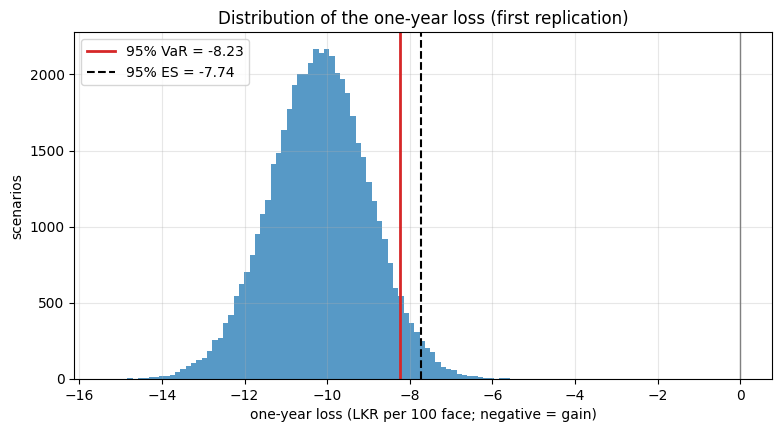 Distribution of the one-year loss (first replication)
95% VaR = -8.23
95% ES = -7.74
2000
1500
1000
500
0
scenarios
−16
−14
−12
−10
−8
−6
−4
−2
0
one-year loss (LKR per 100 face; negative = gain)